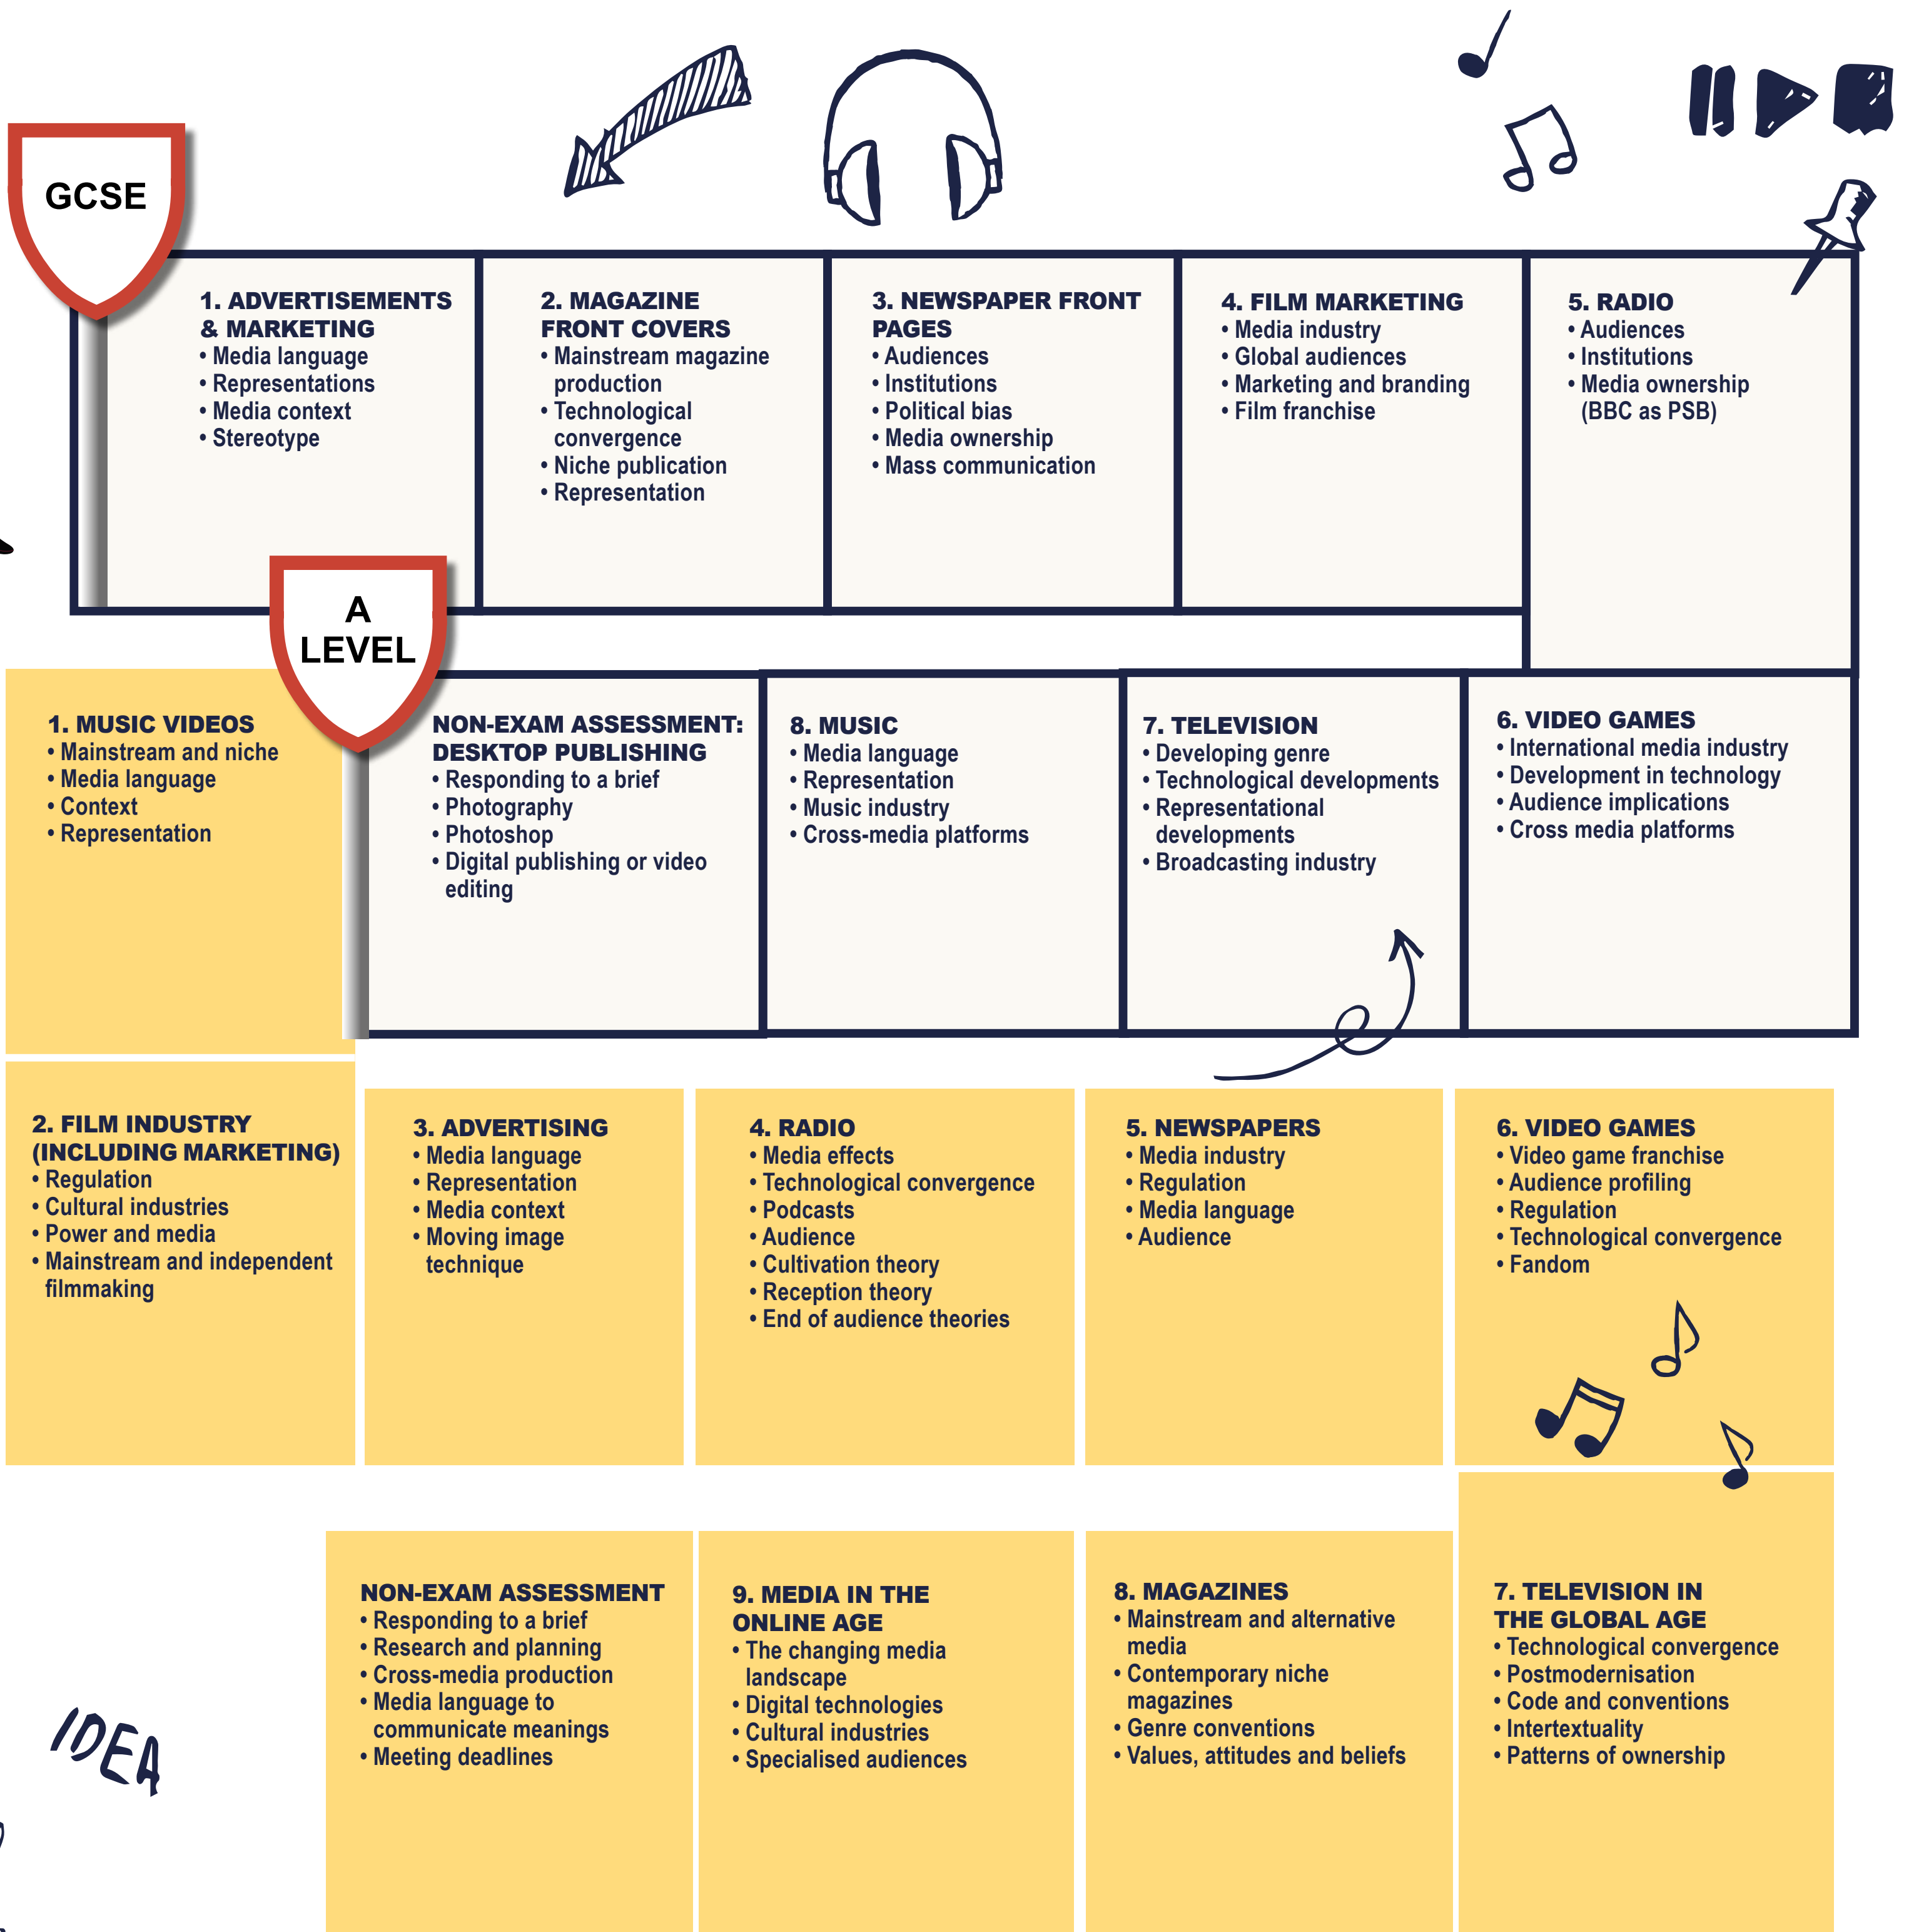 GCSE
1. ADVERTISEMENTS
& MARKETING
• Media language
• Representations
• Media context
• Stereotype
2. MAGAZINE
FRONT COVERS
• Mainstream magazine
production
• Technological
convergence
• Niche publication
• Representation
3. NEWSPAPER FRONT
PAGES
• Audiences
• Institutions
• Political bias
• Media ownership
• Mass communication
4. FILM MARKETING
• Media industry
• Global audiences
• Marketing and branding
• Film franchise
5. RADIO
• Audiences
• Institutions
• Media ownership
(BBC as PSB)
6. VIDEO GAMES
• International media industry
• Development in technology
• Audience implications
• Cross media platforms
7. TELEVISION
• Developing genre
• Technological developments
• Representational
developments
• Broadcasting industry
8. MUSIC
• Media language
• Representation
• Music industry
• Cross-media platforms
NON-EXAM ASSESSMENT:
DESKTOP PUBLISHING
• Responding to a brief
• Photography
• Photoshop
• Digital publishing or video
editing
A
LEVEL
1. MUSIC VIDEOS
• Mainstream and niche
• Media language
• Context
• Representation
2. FILM INDUSTRY
(INCLUDING MARKETING)
• Regulation
• Cultural industries
• Power and media
• Mainstream and independent
filmmaking
3. ADVERTISING
• Media language
• Representation
• Media context
• Moving image
technique
4. RADIO
• Media effects
• Technological convergence
• Podcasts
• Audience
• Cultivation theory
• Reception theory
• End of audience theories
5. NEWSPAPERS
• Media industry
• Regulation
• Media language
• Audience
6. VIDEO GAMES
• Video game franchise
• Audience profiling
• Regulation
• Technological convergence
• Fandom
7. TELEVISION IN
THE GLOBAL AGE
• Technological convergence
• Postmodernisation
• Code and conventions
• Intertextuality
• Patterns of ownership
8. MAGAZINES
• Mainstream and alternative
media
• Contemporary niche
magazines
• Genre conventions
• Values, attitudes and beliefs
9. MEDIA IN THE
ONLINE AGE
• The changing media
landscape
• Digital technologies
• Cultural industries
• Specialised audiences
NON-EXAM ASSESSMENT
• Responding to a brief
• Research and planning
• Cross-media production
• Media language to
communicate meanings
• Meeting deadlines
IDEA